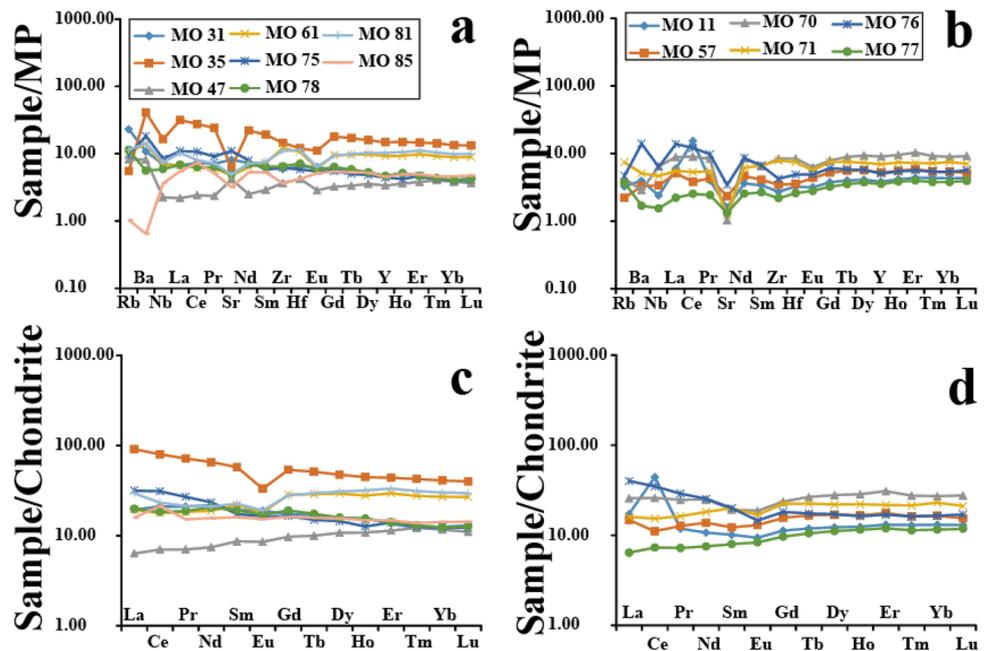 a
Sample/MP
1000.00
100.00
10.00
1.00
0.10
MO 31 MO 61 MO 81
MO 35 MO 75 MO 85
MO 47 MO 78
Ba La Pr Nd Zr Eu Tb Y Er Yb
Rb Nb Ce Sr Sm Hf Gd Dy Ho Tm Lu
b
Sample/MP
1000.00
100.00
10.00
1.00
0.10
MO 11 MO 70 MO 76
MO 57 MO 71 MO 77
Ba La Pr Nd Zr Eu Tb Y Er Yb
Rb Nb Ce Sr Sm Hf Gd Dy Ho Tm Lu
c
Sample/Chondrite
1000.00
100.00
10.00
1.00
La Pr Sm Gd Dy Er Yb
Ce Nd Eu Tb Ho Tm Lu
d
Sample/Chondrite
1000.00
100.00
10.00
1.00
La Pr Sm Gd Dy Er Yb
Ce Nd Eu Tb Ho Tm Lu